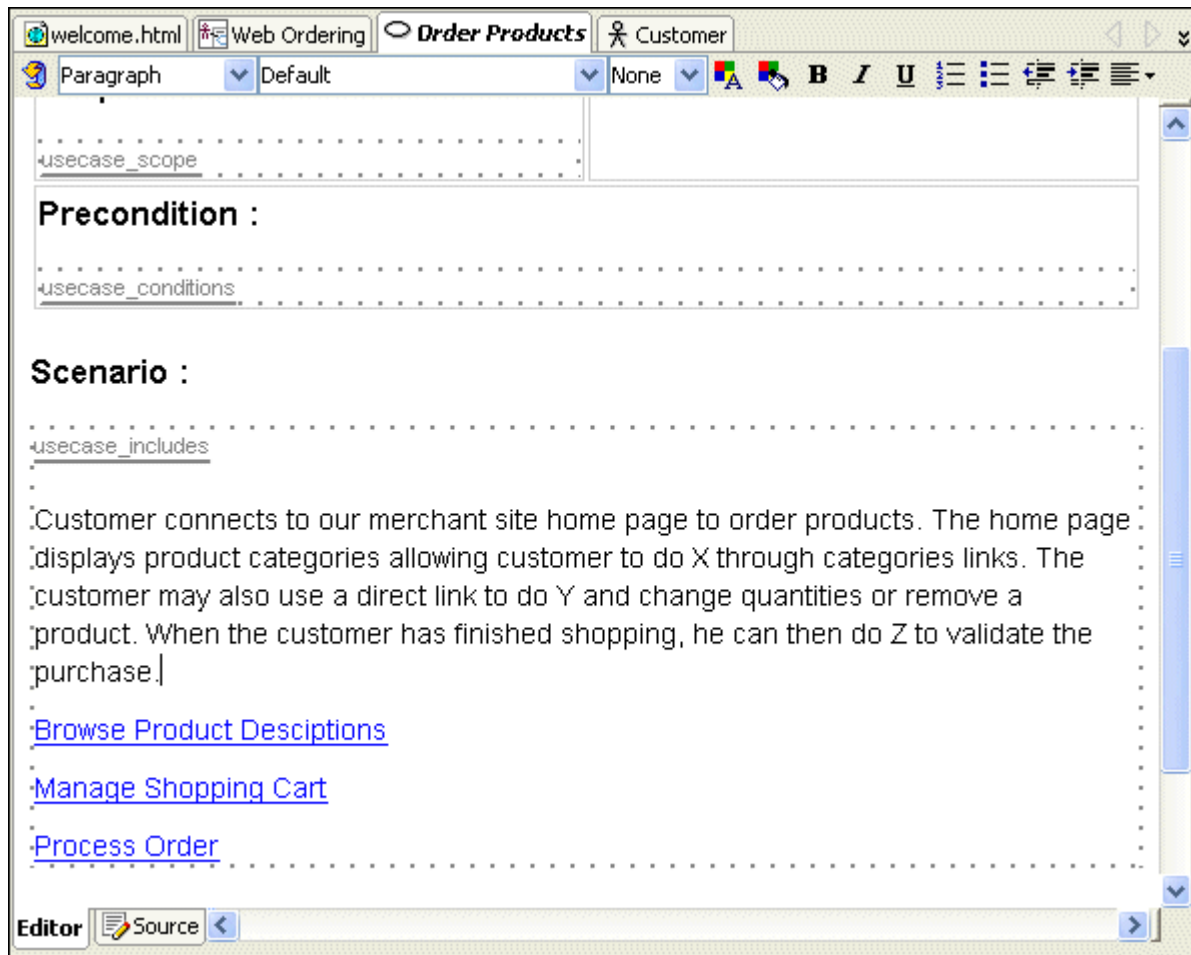 welcome.html Web Ordering Order Products Customer
Paragraph Default None A B I U
usecase_scope
Precondition :
usecase_conditions
Scenario :
usecase_includes
Customer connects to our merchant site home page to order products. The home page
displays product categories allowing customer to do X through categories links. The
customer may also use a direct link to do Y and change quantities or remove a
product. When the customer has finished shopping, he can then do Z to validate the
purchase.
Browse Product Desciptions
Manage Shopping Cart
Process Order
Editor Source